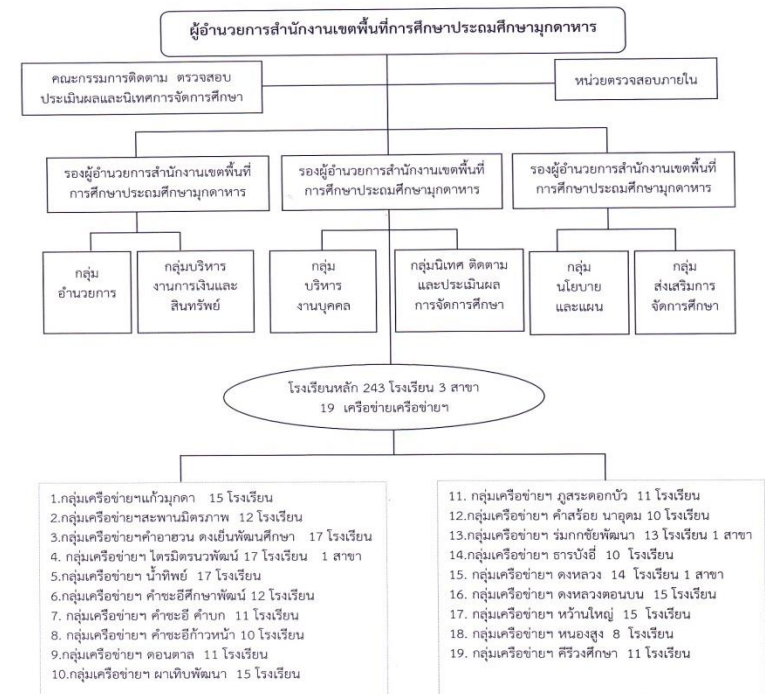 ผู้อำนวยการสำนักงานเขตพื้นที่การศึกษาประถมศึกษามุกดาหาร
คณะกรรมการติดตาม ตรวจสอบ
ประเมินผลและนิเทศการจัดการศึกษา
หน่วยตรวจสอบภายใน
รองผู้อำนวยการสำนักงานเขตพื้นที่
การศึกษาประถมศึกษามุกดาหาร
รองผู้อำนวยการสำนักงานเขตพื้นที่
การศึกษาประถมศึกษามุกดาหาร
รองผู้อำนวยการสำนักงานเขตพื้นที่
การศึกษาประถมศึกษามุกดาหาร
กลุ่ม
อำนวยการ
กลุ่มบริหาร
งานการเงินและ
สินทรัพย์
กลุ่ม
บริหาร
งานบุคคล
กลุ่มนิเทศ ติดตาม
และประเมินผล
การจัดการศึกษา
กลุ่ม
นโยบาย
และแผน
กลุ่ม
ส่งเสริมการ
จัดการศึกษา
โรงเรียนหลัก 243 โรงเรียน 3 สาขา
19 เครือข่ายเครือข่ายฯ
1.กลุ่มเครือข่ายฯแก้วมุกดา 15 โรงเรียน
2.กลุ่มเครือข่ายฯสะพานมิตรภาพ 12 โรงเรียน
3.กลุ่มเครือข่ายฯคำอาฮวน ดงเย็นพัฒนศึกษา 17 โรงเรียน
4. กลุ่มเครือข่ายฯ ไตรมิตรนวพัฒน์ 17 โรงเรียน 1 สาขา
5.กลุ่มเครือข่ายฯ น้ำทิพย์ 17 โรงเรียน
6.กลุ่มเครือข่ายฯ คำชะอีศึกษาพัฒน์ 12 โรงเรียน
7. กลุ่มเครือข่ายฯ คำชะอี คำบก 11 โรงเรียน
8. กลุ่มเครือข่ายฯ คำชะอีก้าวหน้า 10 โรงเรียน
9.กลุ่มเครือข่ายฯ ดอนตาล 11 โรงเรียน
10.กลุ่มเครือข่ายฯ ผาเทิบพัฒนา 15 โรงเรียน
11. กลุ่มเครือข่ายฯ ภูสระดอกบัว 11 โรงเรียน
12.กลุ่มเครือข่ายฯ คำสร้อย นาอุดม 10 โรงเรียน
13.กลุ่มเครือข่ายฯ ร่มกกชัยพัฒนา 13 โรงเรียน 1 สาขา
14.กลุ่มเครือข่ายฯ ธารบังอี่ 10 โรงเรียน
15. กลุ่มเครือข่ายฯ ดงหลวง 14 โรงเรียน 1 สาขา
16. กลุ่มเครือข่ายฯ ดงหลวงตอนบน 15 โรงเรียน
17. กลุ่มเครือข่ายฯ หว้านใหญ่ 15 โรงเรียน
18. กลุ่มเครือข่ายฯ หนองสูง 8 โรงเรียน
19. กลุ่มเครือข่ายฯ คีรีวงศึกษา 11 โรงเรียน